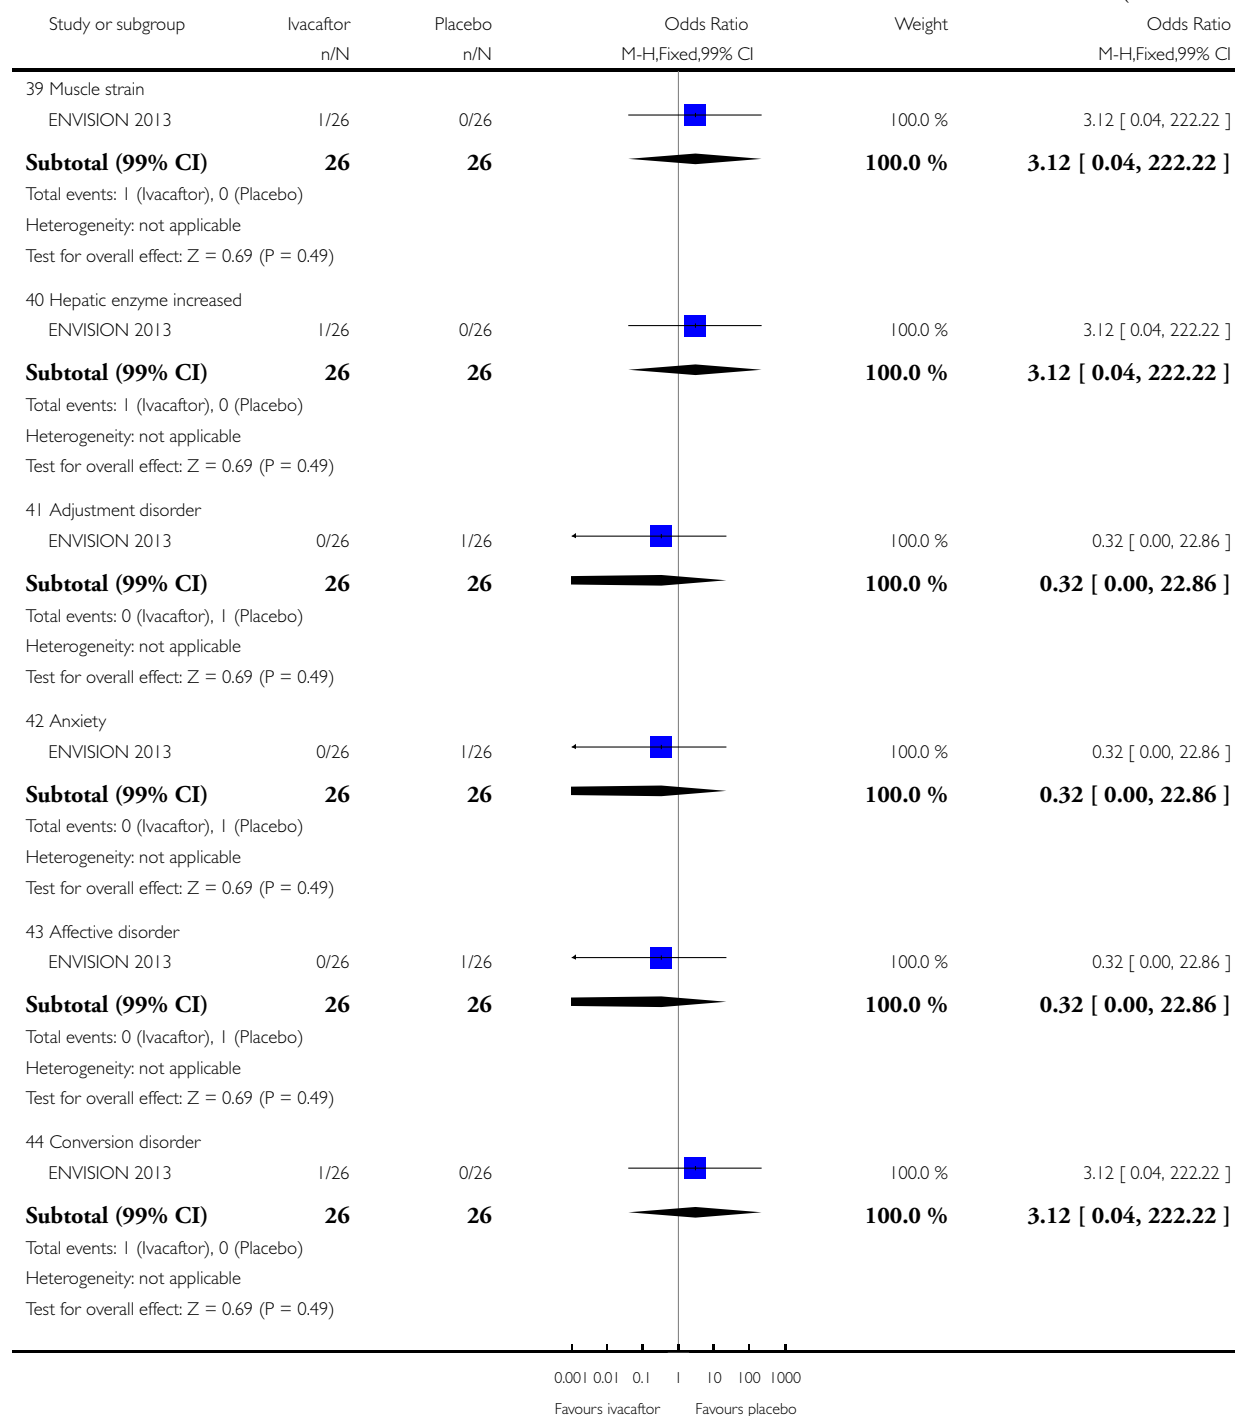 Study or subgroup Ivacaftor Placebo Odds Ratio Weight Odds Ratio
n/N n/N M-H,Fixed,99% CI M-H,Fixed,99% CI
39 Muscle strain
ENVISION 2013 1/26 0/26 100.0 % 3.12 [ 0.04, 222.22 ]
Subtotal (99% CI) 26 26 100.0 % 3.12 [ 0.04, 222.22 ]
Total events: 1 (Ivacaftor), 0 (Placebo)
Heterogeneity: not applicable
Test for overall effect: Z = 0.69 (P = 0.49)
40 Hepatic enzyme increased
ENVISION 2013 1/26 0/26 100.0 % 3.12 [ 0.04, 222.22 ]
Subtotal (99% CI) 26 26 100.0 % 3.12 [ 0.04, 222.22 ]
Total events: 1 (Ivacaftor), 0 (Placebo)
Heterogeneity: not applicable
Test for overall effect: Z = 0.69 (P = 0.49)
41 Adjustment disorder
ENVISION 2013 0/26 1/26 100.0 % 0.32 [ 0.00, 22.86 ]
Subtotal (99% CI) 26 26 100.0 % 0.32 [ 0.00, 22.86 ]
Total events: 0 (Ivacaftor), 1 (Placebo)
Heterogeneity: not applicable
Test for overall effect: Z = 0.69 (P = 0.49)
42 Anxiety
ENVISION 2013 0/26 1/26 100.0 % 0.32 [ 0.00, 22.86 ]
Subtotal (99% CI) 26 26 100.0 % 0.32 [ 0.00, 22.86 ]
Total events: 0 (Ivacaftor), 1 (Placebo)
Heterogeneity: not applicable
Test for overall effect: Z = 0.69 (P = 0.49)
43 Affective disorder
ENVISION 2013 0/26 1/26 100.0 % 0.32 [ 0.00, 22.86 ]
Subtotal (99% CI) 26 26 100.0 % 0.32 [ 0.00, 22.86 ]
Total events: 0 (Ivacaftor), 1 (Placebo)
Heterogeneity: not applicable
Test for overall effect: Z = 0.69 (P = 0.49)
44 Conversion disorder
ENVISION 2013 1/26 0/26 100.0 % 3.12 [ 0.04, 222.22 ]
Subtotal (99% CI) 26 26 100.0 % 3.12 [ 0.04, 222.22 ]
Total events: 1 (Ivacaftor), 0 (Placebo)
Heterogeneity: not applicable
Test for overall effect: Z = 0.69 (P = 0.49)
0.001 0.01 0.1 1 10 100 1000
Favours ivacaftor Favours placebo